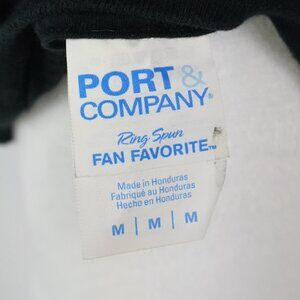 PORT &
COMPANY®
Ring Spun
FAN FAVORITE™
Made in Honduras
Fabriqué au Honduras
Hecho en Honduras
M | M | M